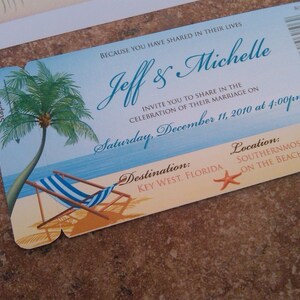 Because you have shared in their lives
Jeff & Michelle
invite you to share in the
celebration of their marriage on
Saturday, December 11, 2010 at 4:00pm
Destination:
Key West, Florida
Location:
Southernmos
on the Beach